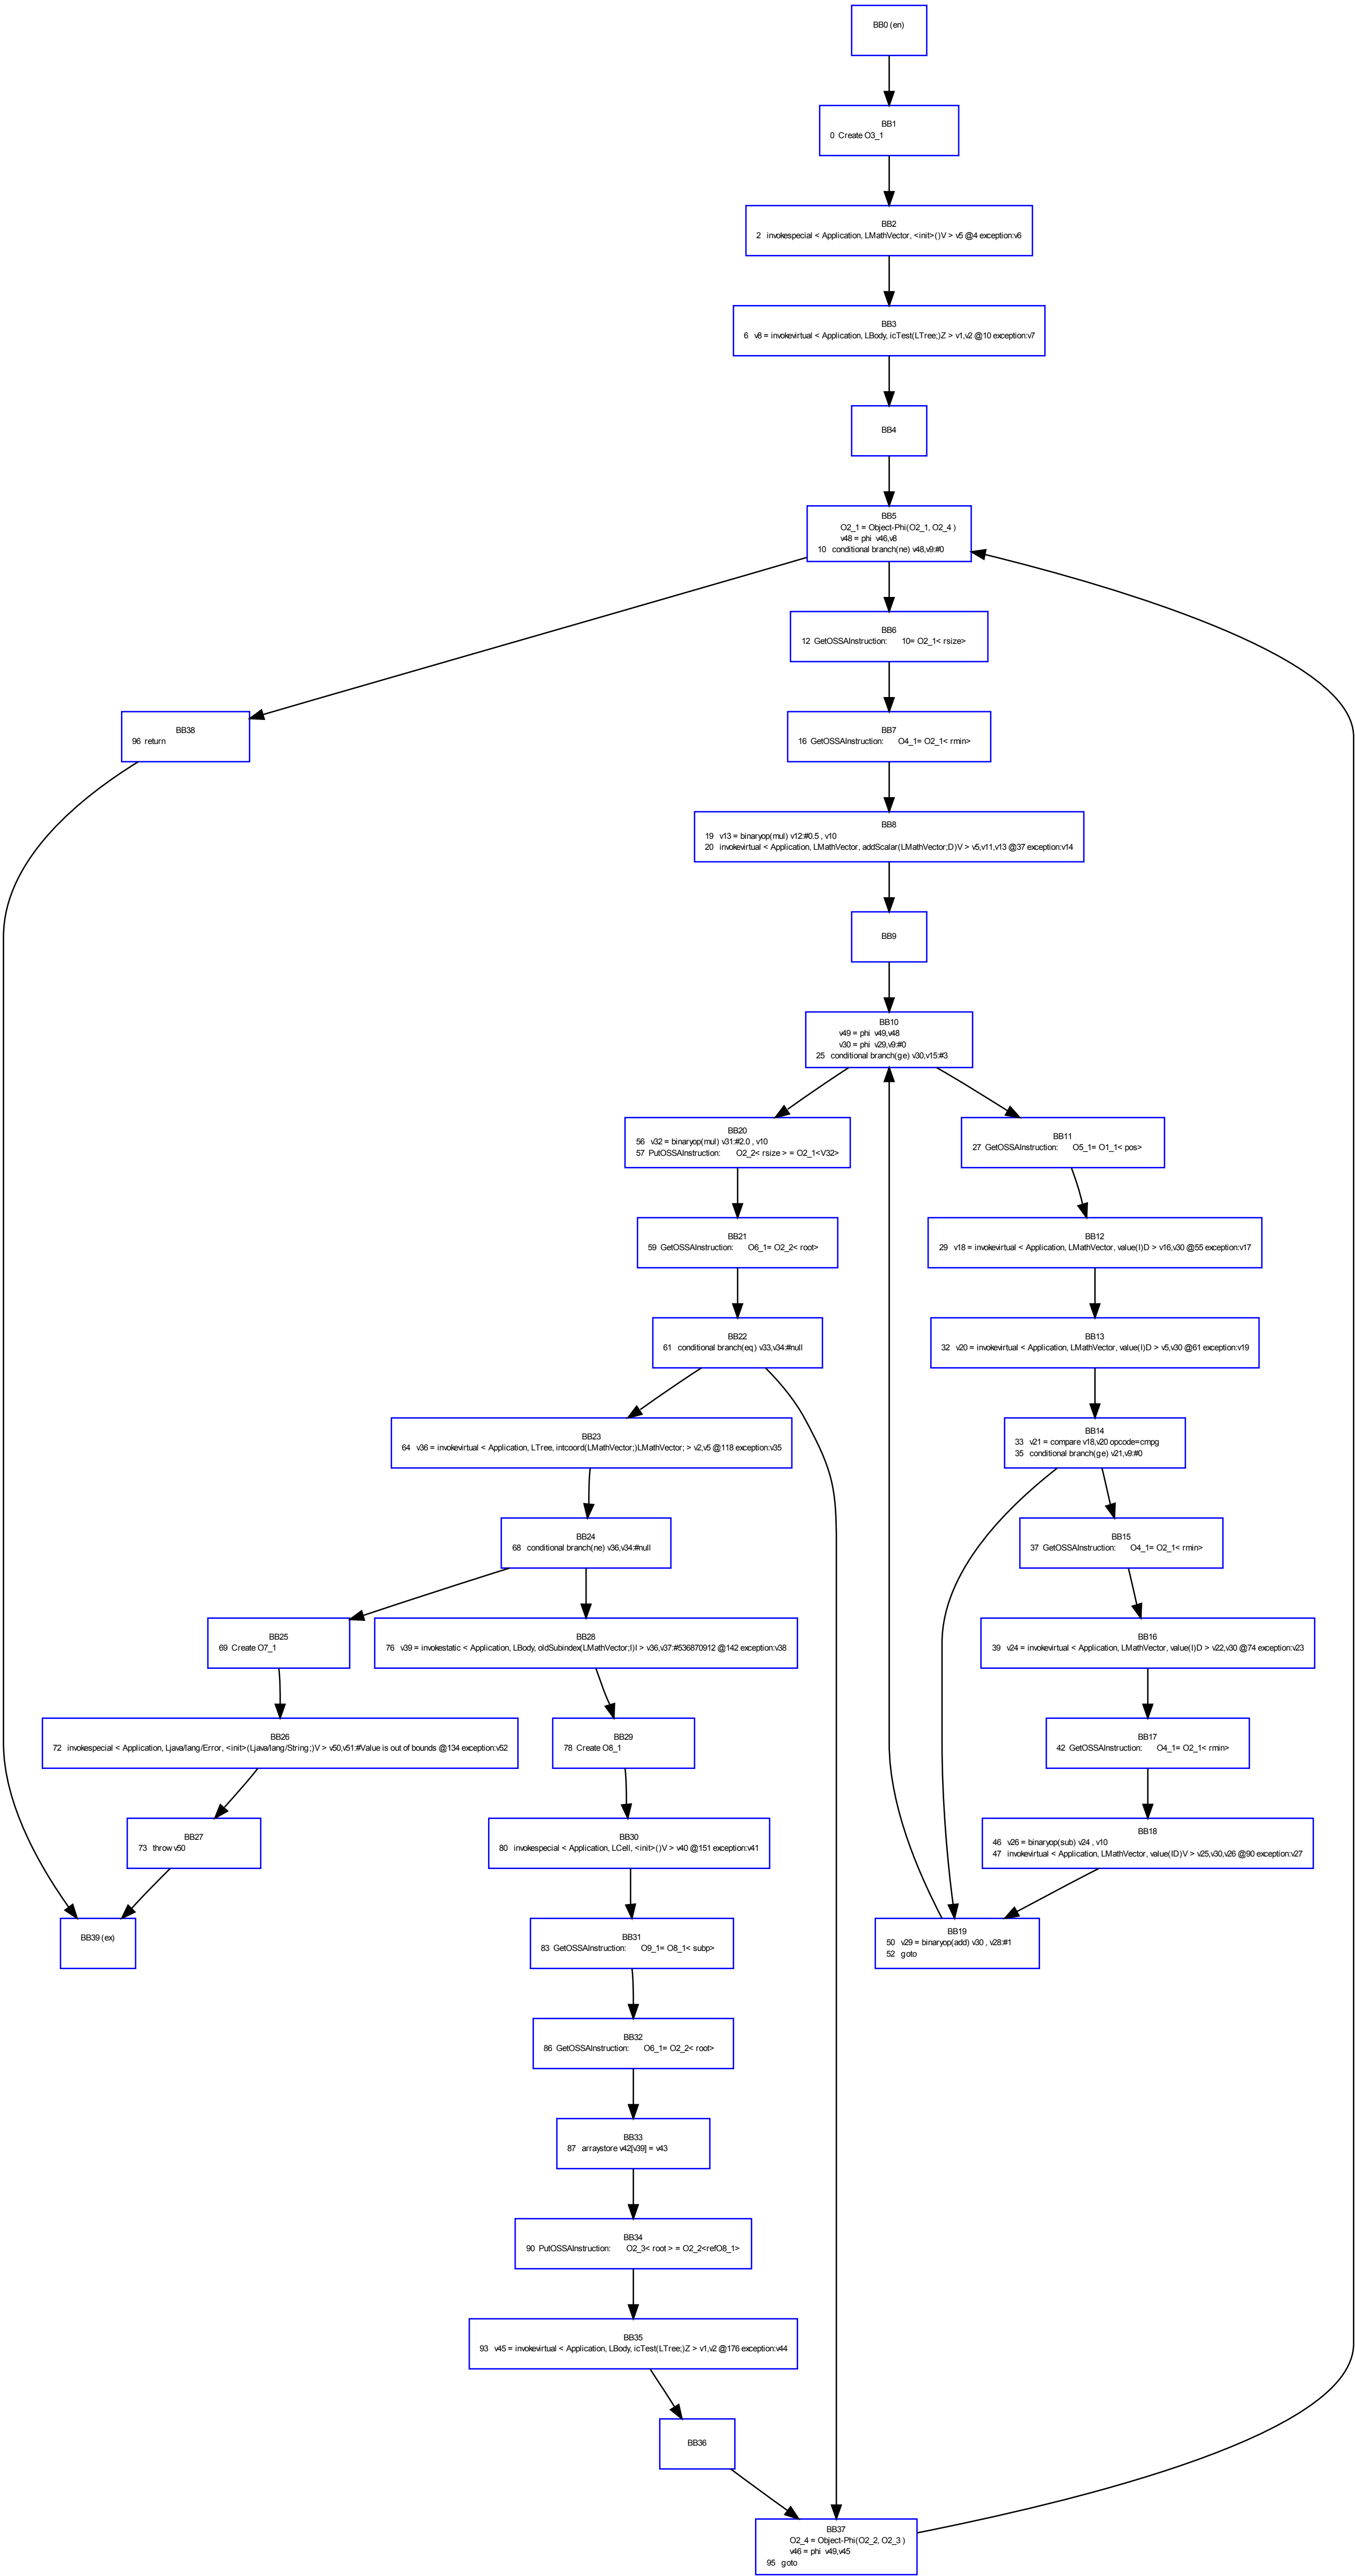 BB0 (en)
BB1
0 Create O3_1
BB2
2 invokespecial < Application, LMathVector, <init>()V > v5 @4 exception:v6
BB3
6 v8 = invokevirtual < Application, LBody, icTest(LTree;)Z > v1,v2 @10 exception:v7
BB4
BB5
O2_1 = Object-Phi(O2_1, O2_4 )
v48 = phi v46,v8
10 conditional branch(ne) v48,v9:#0
BB6
12 GetOSSAInstruction: 10= O2_1< rsize>
BB38
96 return
BB7
16 GetOSSAInstruction: O4_1= O2_1< rmin>
BB8
19 v13 = binaryop(mul) v12:#0.5 , v10
20 invokevirtual < Application, LMathVector, addScalar(LMathVector;D)V > v5,v11,v13 @37 exception:v14
BB9
BB10
v49 = phi v49,v48
v30 = phi v29,v9:#0
25 conditional branch(ge) v30,v15:#3
BB20
56 v32 = binaryop(mul) v31:#2.0 , v10
57 PutOSSAInstruction: O2_2< rsize > = O2_1<V32>
BB11
27 GetOSSAInstruction: O5_1= O1_1< pos>
BB21
59 GetOSSAInstruction: O6_1= O2_2< root>
BB12
29 v18 = invokevirtual < Application, LMathVector, value(I)D > v16,v30 @55 exception:v17
BB22
61 conditional branch(eq) v33,v34:#null
BB13
32 v20 = invokevirtual < Application, LMathVector, value(I)D > v5,v30 @61 exception:v19
BB23
64 v36 = invokevirtual < Application, LTree, intcoord(LMathVector;)LMathVector; > v2,v5 @118 exception:v35
BB14
33 v21 = compare v18,v20 opcode=cmpg
35 conditional branch(ge) v21,v9:#0
BB24
68 conditional branch(ne) v36,v34:#null
BB15
37 GetOSSAInstruction: O4_1= O2_1< rmin>
BB25
69 Create O7_1
BB28
76 v39 = invokestatic < Application, LBody, oldSubindex(LMathVector;I)I > v36,v37:#536870912 @142 exception:v38
BB16
39 v24 = invokevirtual < Application, LMathVector, value(I)D > v22,v30 @74 exception:v23
BB26
72 invokespecial < Application, Ljava/lang/Error, <init>(Ljava/lang/String;)V > v50,v51:#Value is out of bounds @134 exception:v52
BB29
78 Create O8_1
BB17
42 GetOSSAInstruction: O4_1= O2_1< rmin>
BB27
73 throw v50
BB30
80 invokespecial < Application, LCell, <init>()V > v40 @151 exception:v41
BB18
46 v26 = binaryop(sub) v24 , v10
47 invokevirtual < Application, LMathVector, value(ID)V > v25,v30,v26 @90 exception:v27
BB39 (ex)
BB31
83 GetOSSAInstruction: O9_1= O8_1< subp>
BB19
50 v29 = binaryop(add) v30 , v28:#1
52 goto
BB32
86 GetOSSAInstruction: O6_1= O2_2< root>
BB33
87 arraystore v42[v39] = v43
BB34
90 PutOSSAInstruction: O2_3< root > = O2_2<refO8_1>
BB35
93 v45 = invokevirtual < Application, LBody, icTest(LTree;)Z > v1,v2 @176 exception:v44
BB36
BB37
O2_4 = Object-Phi(O2_2, O2_3 )
v46 = phi v49,v45
95 goto